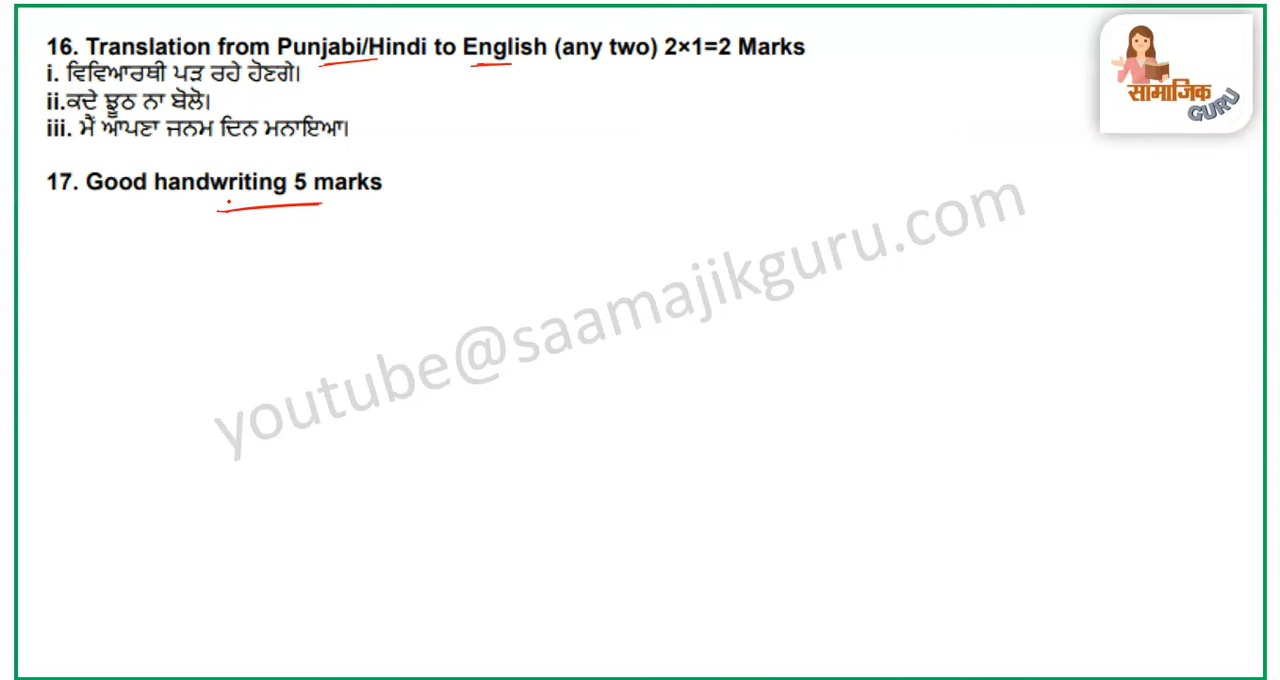 16. Translation from Punjabi/Hindi to English (any two) 2×1=2 Marks
i. ਵਿਵਿਆਰਥੀ ਪੜ ਰਹੇ ਹੋਣਗੇ।
ii.ਕਦੇ ਝੂਠ ਨਾ ਬੋਲੋ।
iii. ਮੈਂ ਆਪਣਾ ਜਨਮ ਦਿਨ ਮਨਾਇਆ।
17. Good handwriting 5 marks
सामाजिक
GURU
youtube@saamajikguru.com